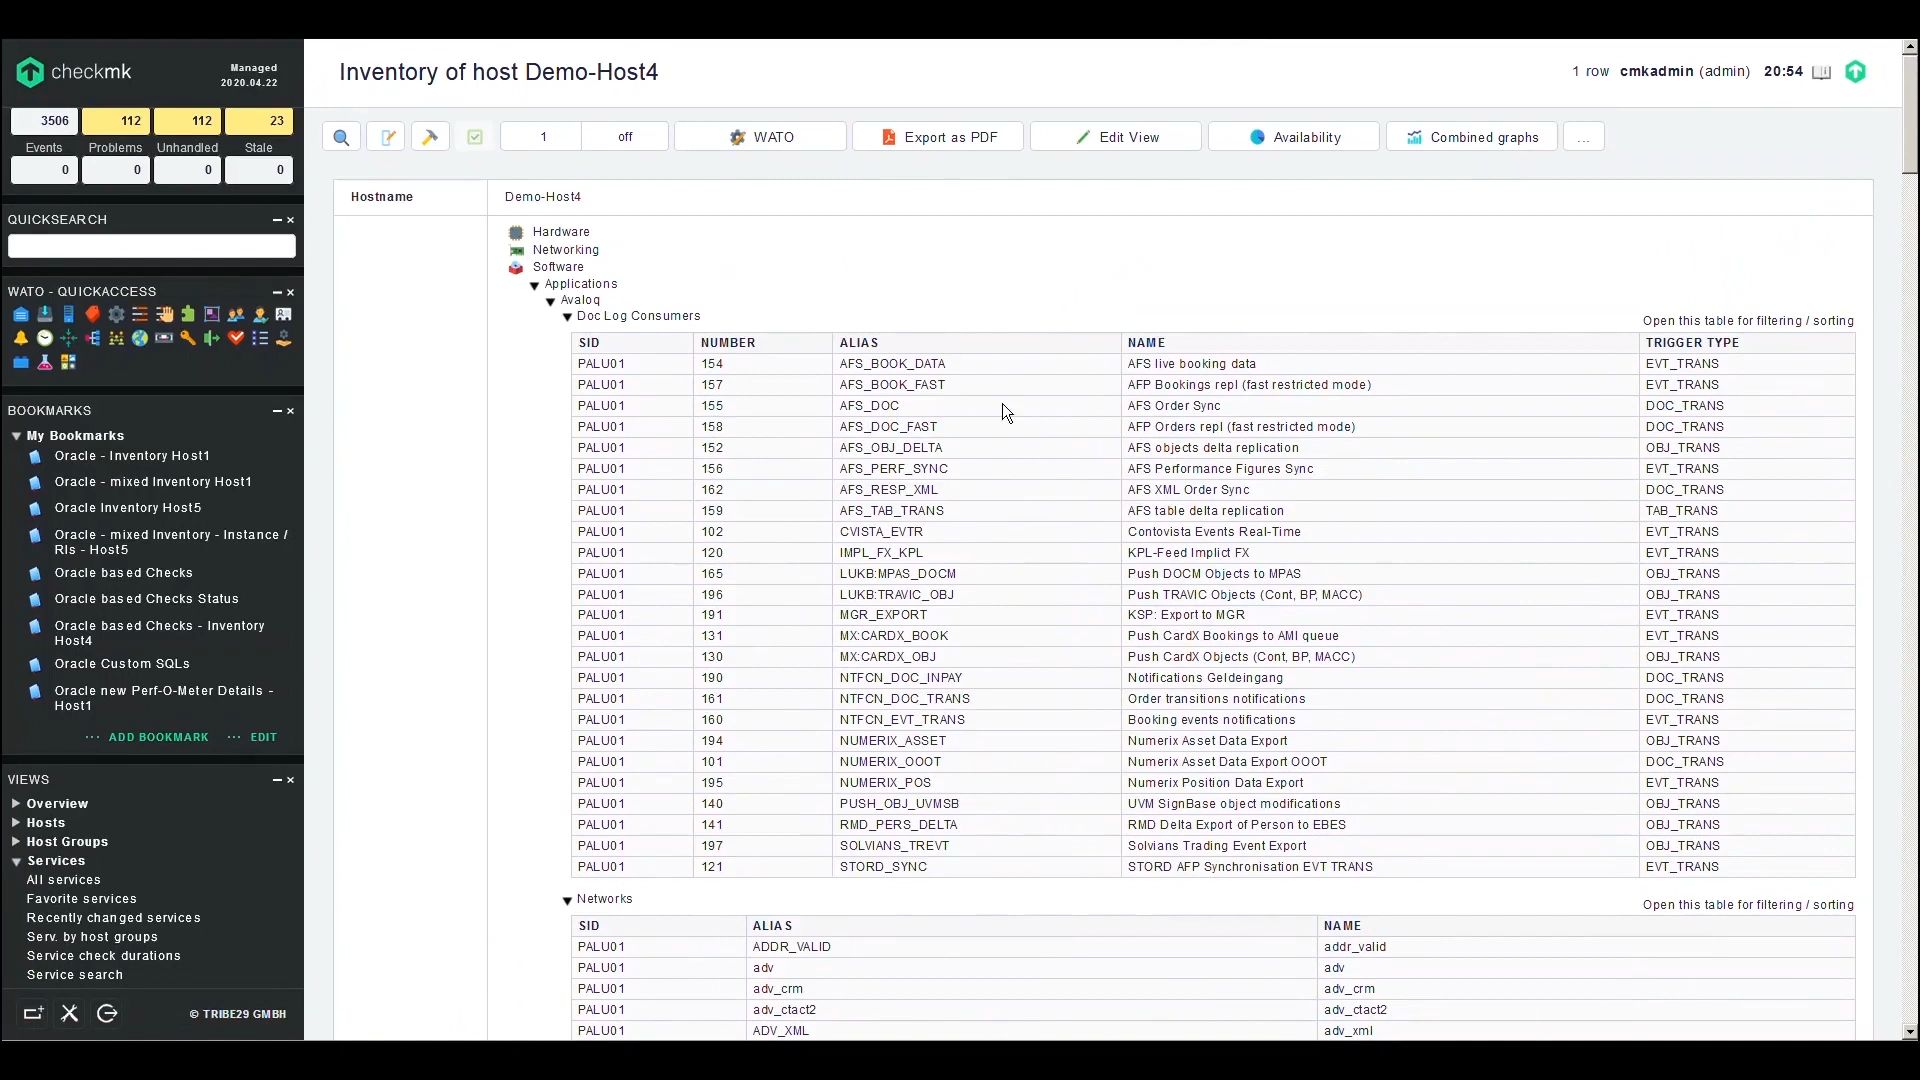 checkmk
Managed
2020.04.22
3506 112 112 23
Events Problems Unhandled Stale
0 0 0 0
QUICKSEARCH
WATO - QUICKACCESS
BOOKMARKS
My Bookmarks
Oracle - Inventory Host1
Oracle - mixed Inventory Host1
Oracle Inventory Host5
Oracle - mixed Inventory - Instance /
RIs - Host5
Oracle based Checks
Oracle based Checks Status
Oracle based Checks - Inventory
Host4
Oracle Custom SQLs
Oracle new Perf-O-Meter Details -
Host1
... ADD BOOKMARK ... EDIT
VIEWS
Overview
Hosts
Host Groups
Services
All services
Favorite services
Recently changed services
Serv. by host groups
Service check durations
Service search
© TRIBE29 GMBH
Inventory of host Demo-Host4
1 row cmkadmin (admin) 20:54
1 off WATO Export as PDF Edit View Availability Combined graphs ...
Hostname Demo-Host4
Hardware
Networking
Software
Applications
Avaloq
Doc Log Consumers
Open this table for filtering / sorting
SID NUMBER ALIAS NAME TRIGGER TYPE
PALU01 154 AFS_BOOK_DATA AFS live booking data EVT_TRANS
PALU01 157 AFS_BOOK_FAST AFP Bookings repl (fast restricted mode) EVT_TRANS
PALU01 155 AFS_DOC AFS Order Sync DOC_TRANS
PALU01 158 AFS_DOC_FAST AFP Orders repl (fast restricted mode) DOC_TRANS
PALU01 152 AFS_OBJ_DELTA AFS objects delta replication OBJ_TRANS
PALU01 156 AFS_PERF_SYNC AFS Performance Figures Sync EVT_TRANS
PALU01 162 AFS_RESP_XML AFS XML Order Sync DOC_TRANS
PALU01 159 AFS_TAB_TRANS AFS table delta replication TAB_TRANS
PALU01 102 CVISTA_EVTR Contovista Events Real-Time EVT_TRANS
PALU01 120 IMPL_FX_KPL KPL-Feed Implict FX EVT_TRANS
PALU01 165 LUKB:MPAS_DOCM Push DOCM Objects to MPAS OBJ_TRANS
PALU01 196 LUKB:TRAVIC_OBJ Push TRAVIC Objects (Cont, BP, MACC) OBJ_TRANS
PALU01 191 MGR_EXPORT KSP: Export to MGR EVT_TRANS
PALU01 131 MX:CARDX_BOOK Push CardX Bookings to AMI queue EVT_TRANS
PALU01 130 MX:CARDX_OBJ Push CardX Objects (Cont, BP, MACC) OBJ_TRANS
PALU01 190 NTFCN_DOC_INPAY Notifications Geldeingang DOC_TRANS
PALU01 161 NTFCN_DOC_TRANS Order transitions notifications DOC_TRANS
PALU01 160 NTFCN_EVT_TRANS Booking events notifications EVT_TRANS
PALU01 194 NUMERIX_ASSET Numerix Asset Data Export OBJ_TRANS
PALU01 101 NUMERIX_OOOT Numerix Asset Data Export OOOT DOC_TRANS
PALU01 195 NUMERIX_POS Numerix Position Data Export EVT_TRANS
PALU01 140 PUSH_OBJ_UVMSB UVM SignBase object modifications OBJ_TRANS
PALU01 141 RMD_PERS_DELTA RMD Delta Export of Person to EBES OBJ_TRANS
PALU01 197 SOLVIANS_TREVT Solvians Trading Event Export OBJ_TRANS
PALU01 121 STORD_SYNC STORD AFP Synchronisation EVT TRANS EVT_TRANS
Networks
Open this table for filtering / sorting
SID ALIAS NAME
PALU01 ADDR_VALID addr_valid
PALU01 adv adv
PALU01 adv_crm adv_crm
PALU01 adv_ctact2 adv_ctact2
PALU01 ADV_XML adv_xml